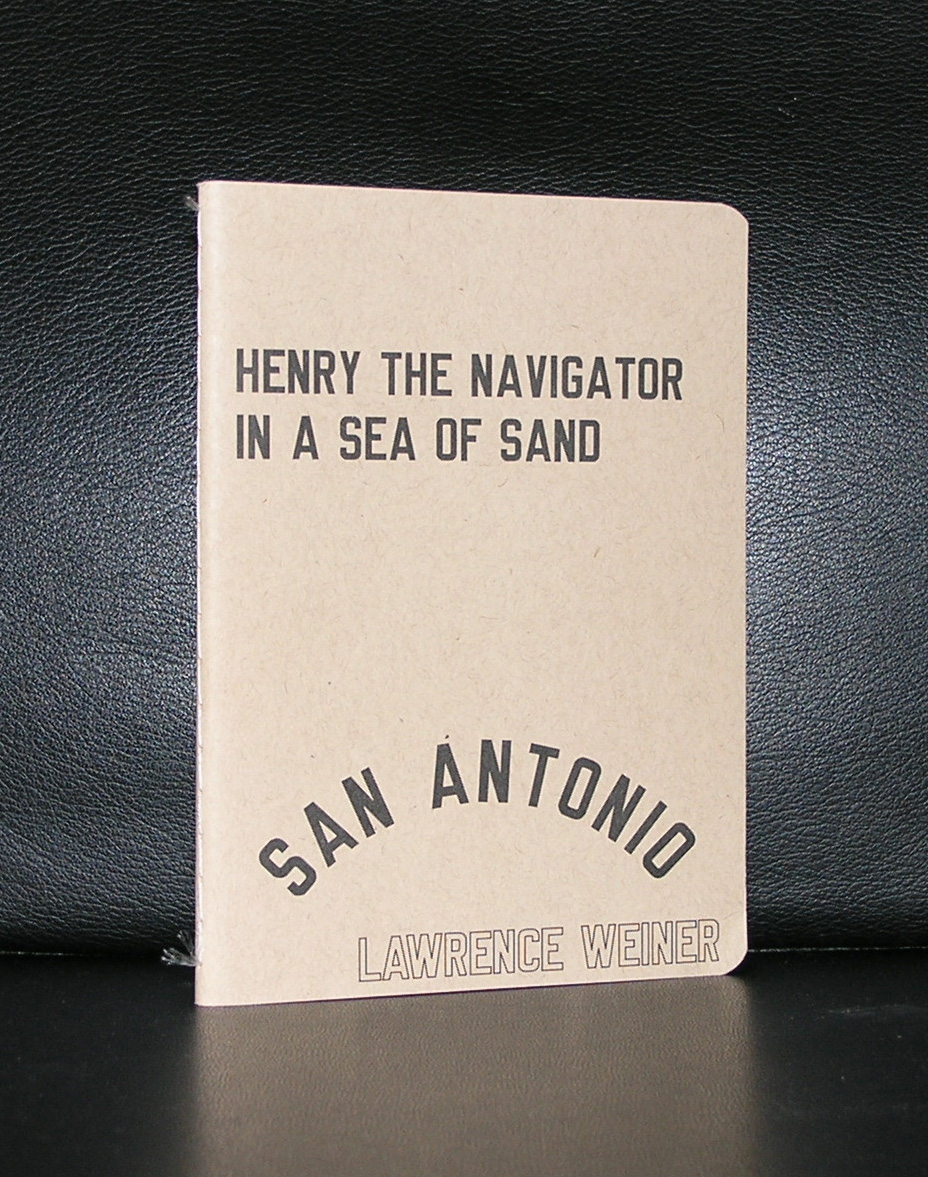 HENRY THE NAVIGATOR
IN A SEA OF SAND
SAN ANTONIO
LAWRENCE WEINER